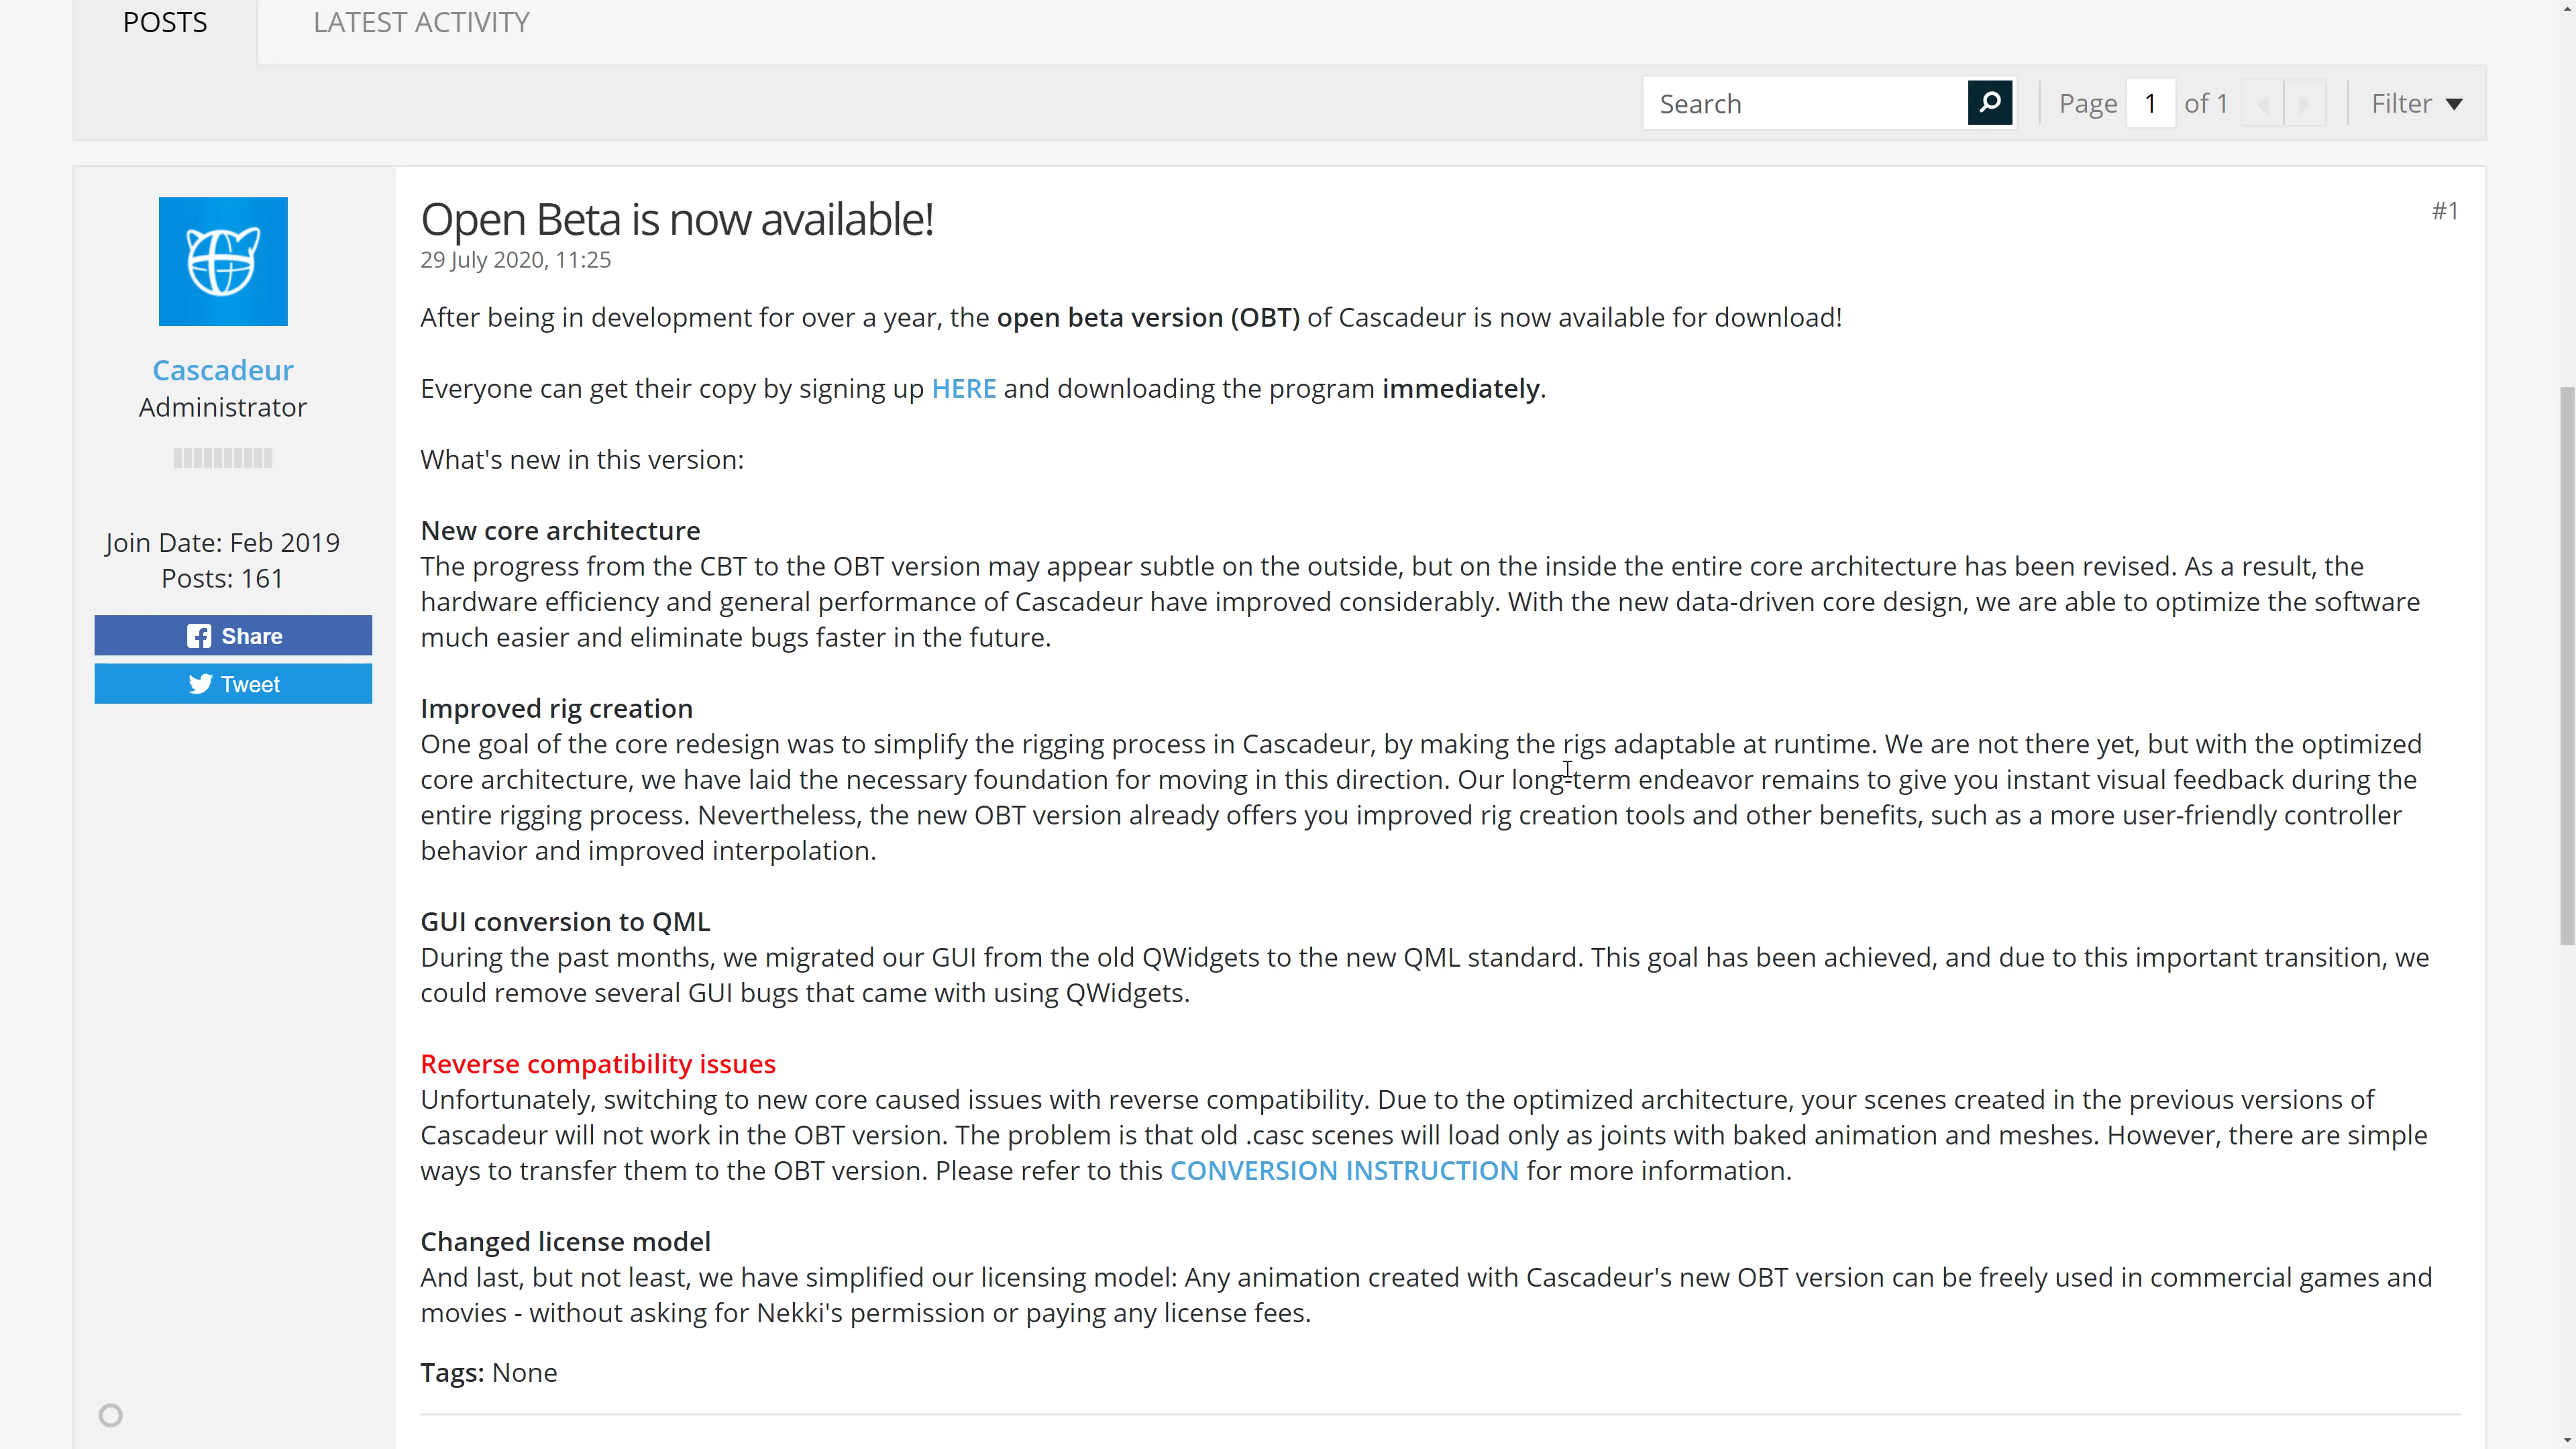 POSTS
LATEST ACTIVITY
Search
Page 1 of 1
Filter
Cascadeur
Administrator
Join Date: Feb 2019
Posts: 161
Share
Tweet
Open Beta is now available!
#1
29 July 2020, 11:25
After being in development for over a year, the open beta version (OBT) of Cascadeur is now available for download!
Everyone can get their copy by signing up HERE and downloading the program immediately.
What's new in this version:
New core architecture
The progress from the CBT to the OBT version may appear subtle on the outside, but on the inside the entire core architecture has been revised. As a result, the
hardware efficiency and general performance of Cascadeur have improved considerably. With the new data-driven core design, we are able to optimize the software
much easier and eliminate bugs faster in the future.
Improved rig creation
One goal of the core redesign was to simplify the rigging process in Cascadeur, by making the rigs adaptable at runtime. We are not there yet, but with the optimized
core architecture, we have laid the necessary foundation for moving in this direction. Our long-term endeavor remains to give you instant visual feedback during the
entire rigging process. Nevertheless, the new OBT version already offers you improved rig creation tools and other benefits, such as a more user-friendly controller
behavior and improved interpolation.
GUI conversion to QML
During the past months, we migrated our GUI from the old QWidgets to the new QML standard. This goal has been achieved, and due to this important transition, we
could remove several GUI bugs that came with using QWidgets.
Reverse compatibility issues
Unfortunately, switching to new core caused issues with reverse compatibility. Due to the optimized architecture, your scenes created in the previous versions of
Cascadeur will not work in the OBT version. The problem is that old .casc scenes will load only as joints with baked animation and meshes. However, there are simple
ways to transfer them to the OBT version. Please refer to this CONVERSION INSTRUCTION for more information.
Changed license model
And last, but not least, we have simplified our licensing model: Any animation created with Cascadeur's new OBT version can be freely used in commercial games and
movies - without asking for Nekki's permission or paying any license fees.
Tags: None